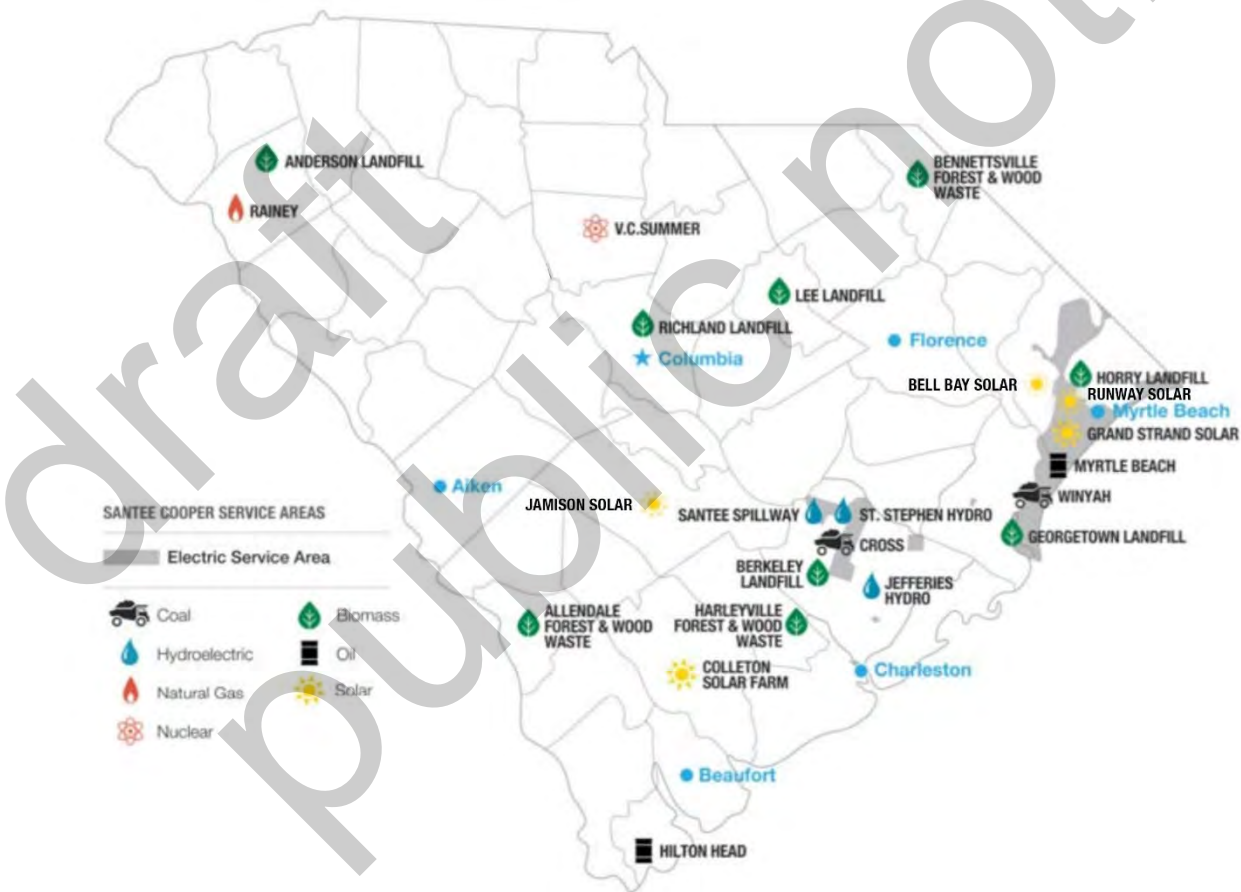 ANDERSON LANDFILL
RAINEY
V.C.SUMMER
BENNETTSVILLE
FOREST & WOOD
WASTE
LEE LANDFILL
RICHLAND LANDFILL
Columbia
Florence
BELL BAY SOLAR
HORRY LANDFILL
RUNWAY SOLAR
Myrtle Beach
GRAND STRAND SOLAR
MYRTLE BEACH
WINYAH
GEORGETOWN LANDFILL
Aiken
JAMISON SOLAR
SANTEE SPILLWAY
ST. STEPHEN HYDRO
CROSS
BERKELEY
LANDFILL
JEFFERIES
HYDRO
ALLENDALE
FOREST & WOOD
WASTE
HARLEYVILLE
FOREST & WOOD
WASTE
COLLETON
SOLAR FARM
Charleston
Beaufort
HILTON HEAD
SANTEE COOPER SERVICE AREAS
Electric Service Area
Coal
Biomass
Hydroelectric
Oil
Natural Gas
Solar
Nuclear
draft
public not